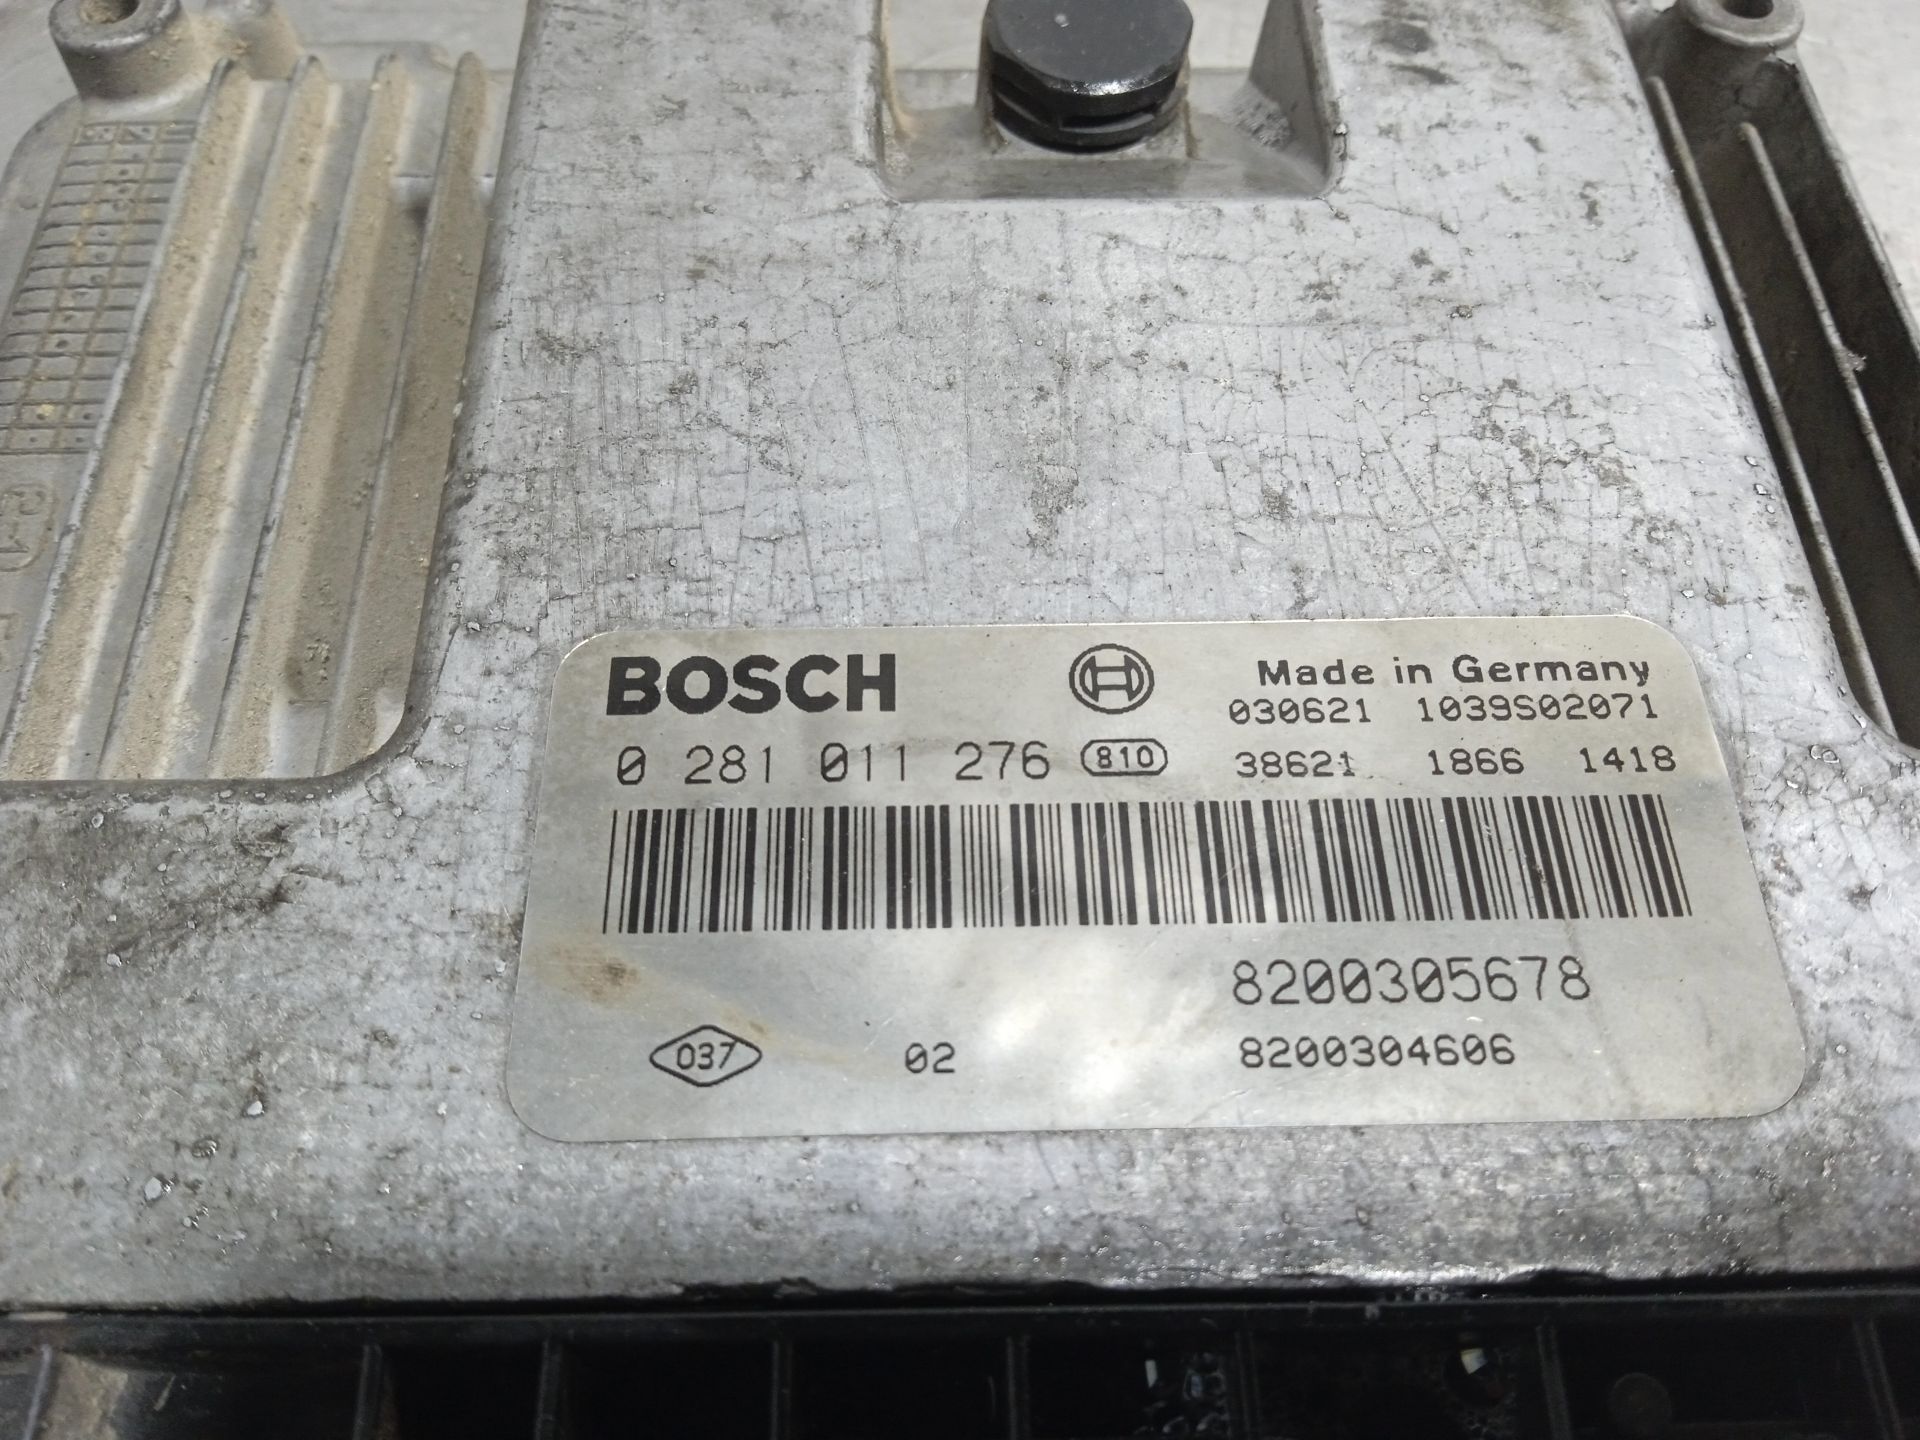 BOSCH
Made in Germany
030621 1039S02071
0 281 011 276 810 38621 1866 1418
8200305678
037 02 8200304606